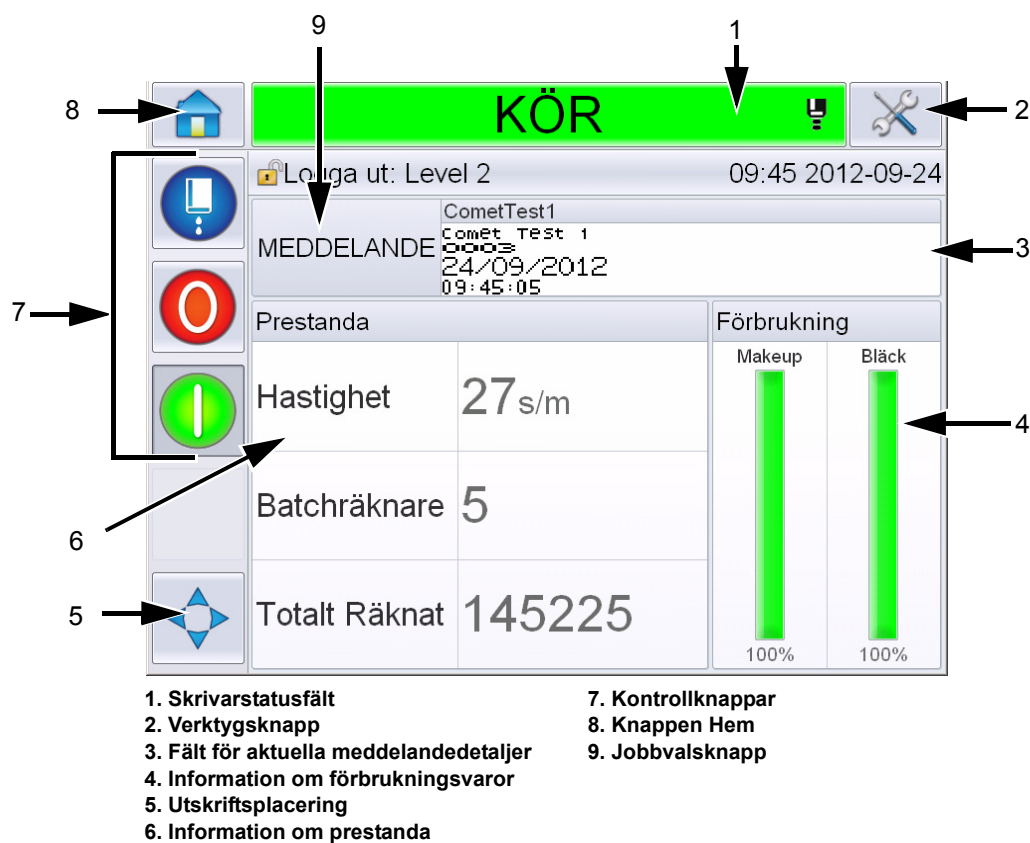 9
1
8
KÖR
2
Logga ut: Level 2
09:45 2012-09-24
MEDDELANDE
CometTest1
Comet Test 1
0003
24/09/2012
09:45:05
3
7
Prestanda
Förbrukning
Makeup
Bläck
Hastighet
27s/m
4
Batchräknare
5
6
5
Totalt Räknat
145225
100%
100%
1. Skrivarstatusfält
2. Verktygsknapp
3. Fält för aktuella meddelandedetaljer
4. Information om förbrukningsvaror
5. Utskriftsplacering
6. Information om prestanda
7. Kontrollknappar
8. Knappen Hem
9. Jobbvalsknapp